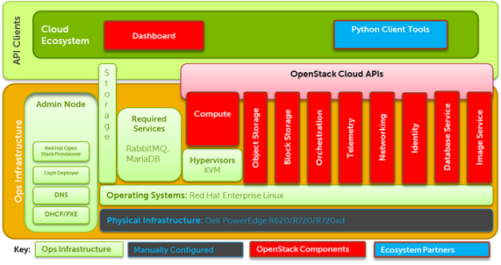 API Clients
Cloud
Ecosystem
Dashboard
Python Client Tools
Ops Infrastructure
Admin Node
Red Hat Open
Stack Provisioner
Ceph Deployer
DNS
DHCP/PXE
Storage
Required
Services
RabbitMQ,
MariaDB
OpenStack Cloud APIs
Compute
Hypervisors
KVM
Object Storage
Block Storage
Orchestration
Telemetry
Networking
Identity
Database Service
Image Service
Operating Systems: Red Hat Enterprise Linux
Physical Infrastructure: Dell PowerEdge R620/R720/R720xd
Key:
Ops Infrastructure
Manually Configured
OpenStack Components
Ecosystem Partners